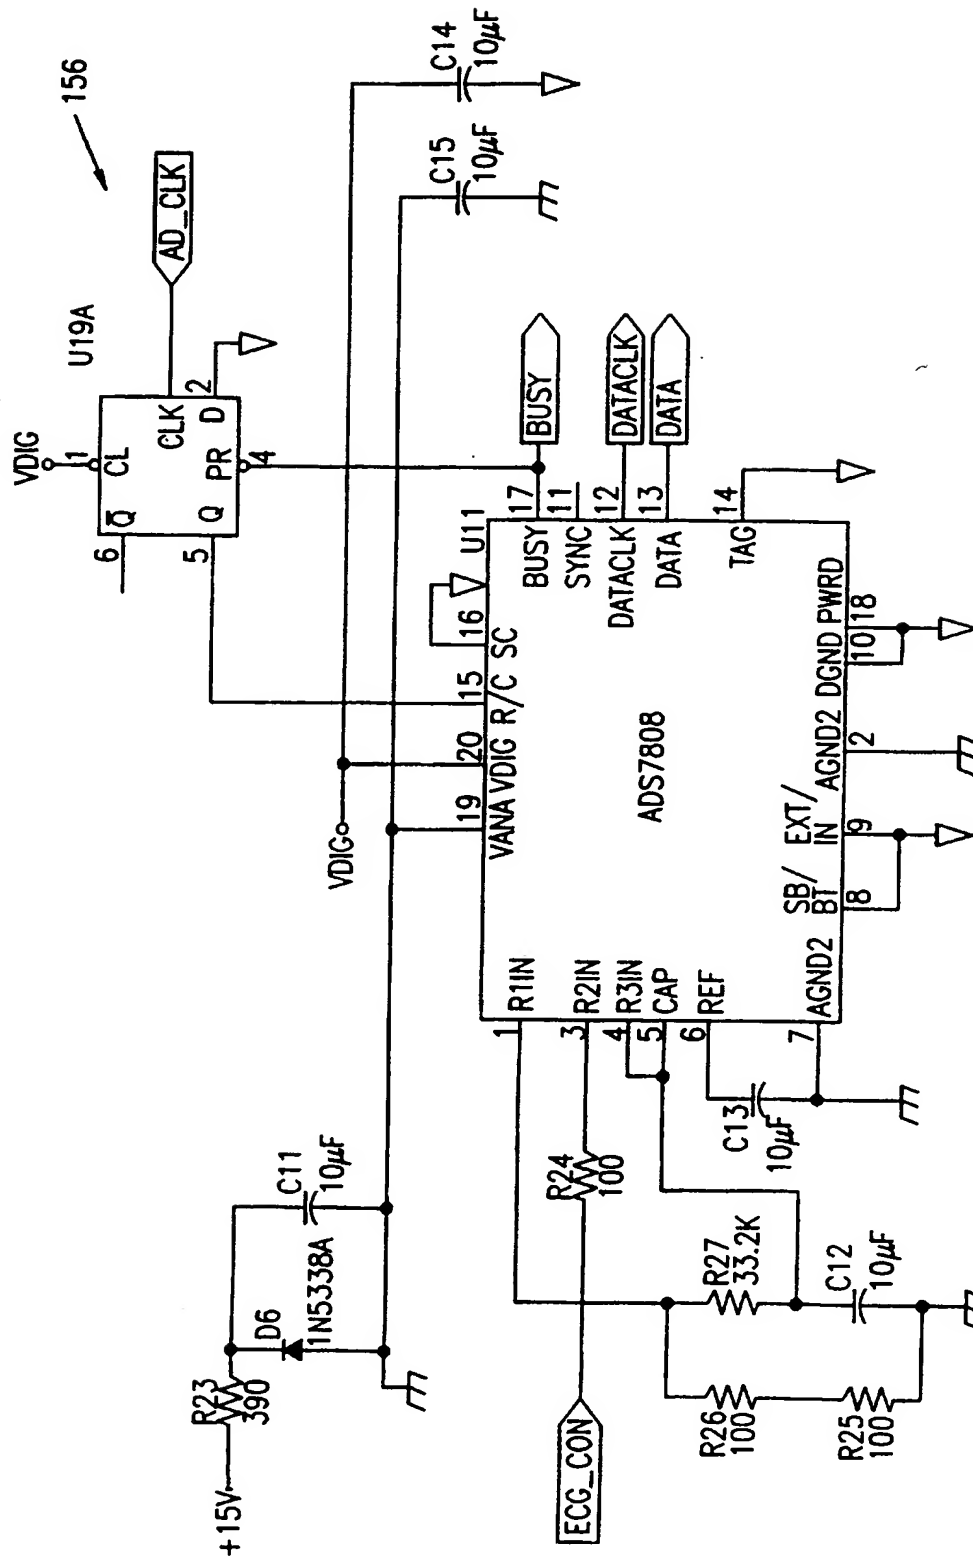 156
AD_CLK
U19A
VDIG
1
CL
CLK
2
D
Q
6
Q
5
PR
4
C14
10µF
C15
10µF
VDIG
19
VANA
20
VDIG
15
R/C
16
SC
U11
17
BUSY
BUSY
11
SYNC
12
DATACLK
DATACLK
13
DATA
DATA
14
TAG
ADS7808
R1IN
1
R2IN
3
R3IN
4
CAP
5
REF
6
AGND2
7
SB/
BT
8
EXT/
IN
9
AGND2
2
DGND
10
PWRD
18
+15V
R23
390
D6
1N5338A
C11
10µF
ECG_CON
R24
100
C13
10µF
R27
33.2K
C12
10µF
R26
100
R25
100